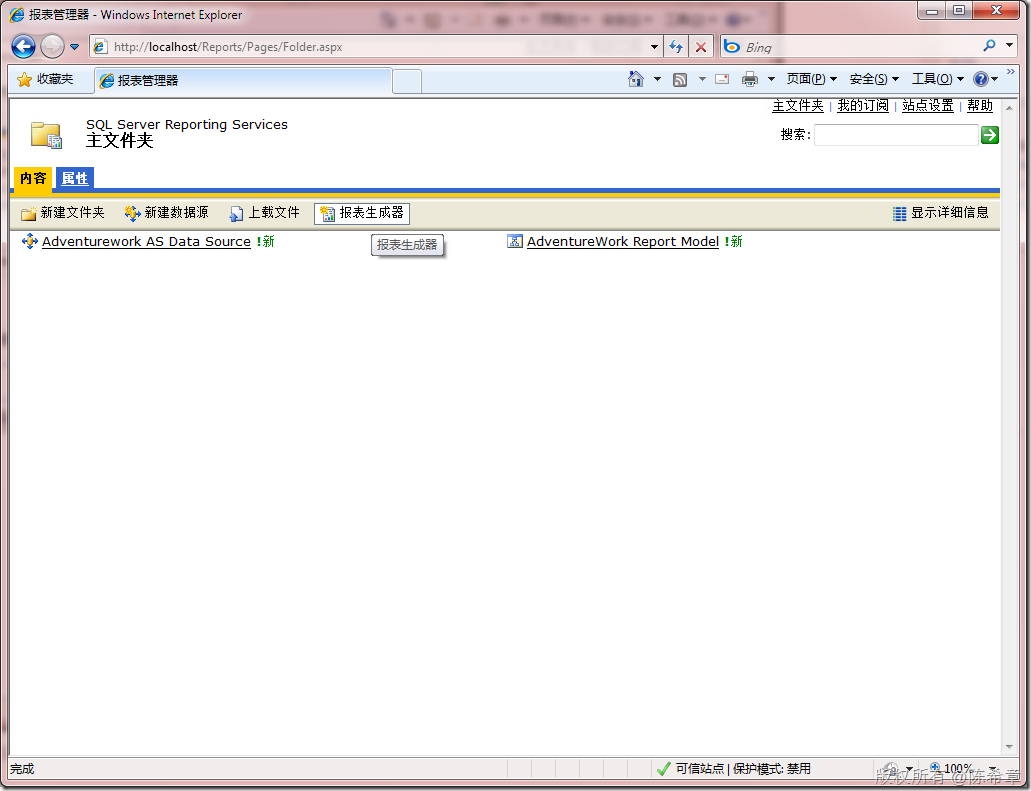 报表管理器 - Windows Internet Explorer
http://localhost/Reports/Pages/Folder.aspx
Bing
收藏夹
报表管理器
页面(P)
安全(S)
工具(O)
主文件夹 | 我的订阅 | 站点设置 | 帮助
SQL Server Reporting Services
主文件夹
搜索:
内容
属性
新建文件夹
新建数据源
上载文件
报表生成器
显示详细信息
Adventurework AS Data Source !新
AdventureWork Report Model !新
报表生成器
完成
可信站点 | 保护模式: 禁用
100%
版权所有 @陈希章